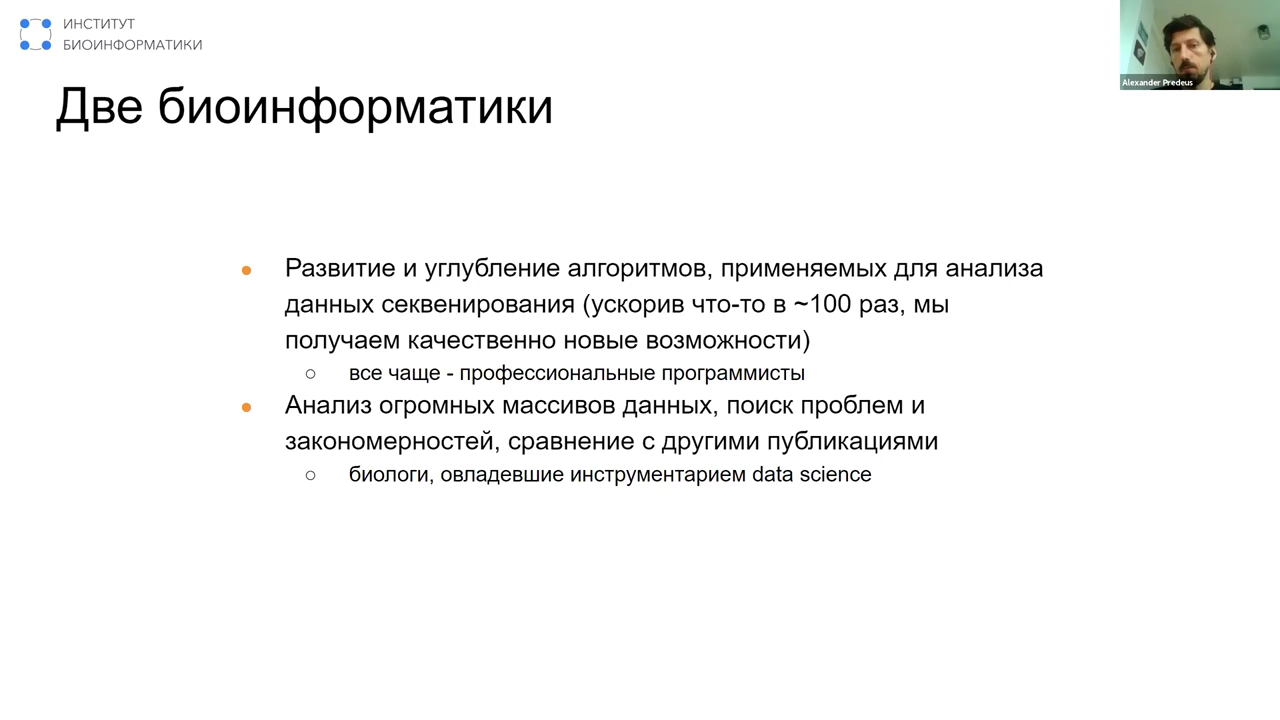 ИНСТИТУТ
БИОИНФОРМАТИКИ
Alexander Predeus
Две биоинформатики
Развитие и углубление алгоритмов, применяемых для анализа
данных секвенирования (ускорив что-то в ~100 раз, мы
получаем качественно новые возможности)
все чаще - профессиональные программисты
Анализ огромных массивов данных, поиск проблем и
закономерностей, сравнение с другими публикациями
биологи, овладевшие инструментарием data science